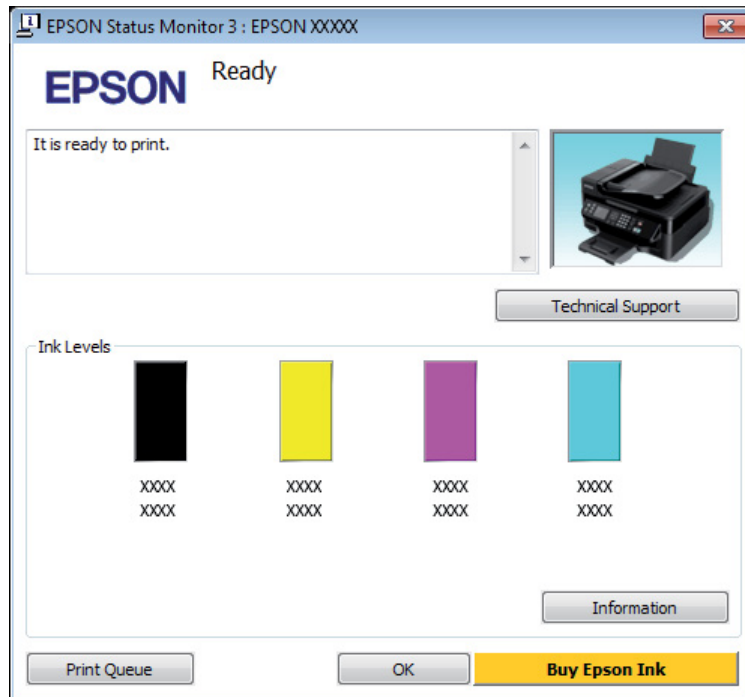 EPSON Status Monitor 3 : EPSON XXXXX
EPSON
Ready
It is ready to print.
Technical Support
Ink Levels
XXXX XXXX XXXX XXXX
XXXX XXXX XXXX XXXX
Information
Print Queue OK Buy Epson Ink